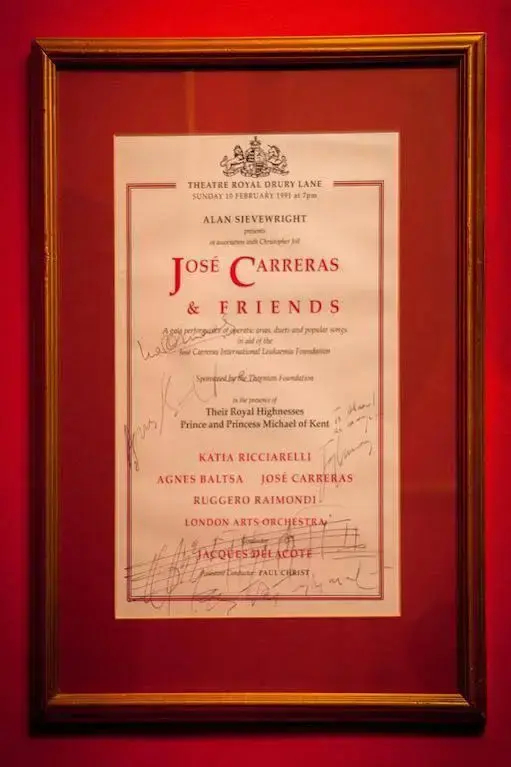 THEATRE ROYAL DRURY LANE
SUNDAY 10 FEBRUARY 1991 at 7pm
ALAN SIEVEWRIGHT
presents
in association with Christopher Joll
JOSÉ CARRERAS
& FRIENDS
A gala performance of operatic arias, duets and popular songs
in aid of the
José Carreras International Leukaemia Foundation
Sponsored by the Thornton Foundation
in the presence of
Their Royal Highnesses
Prince and Princess Michael of Kent
KATIA RICCIARELLI
AGNES BALTSA JOSÉ CARRERAS
RUGGERO RAIMONDI
LONDON ARTS ORCHESTRA
Conductor
JACQUES DELACOTE
Assistant Conductor PAUL CHRIST